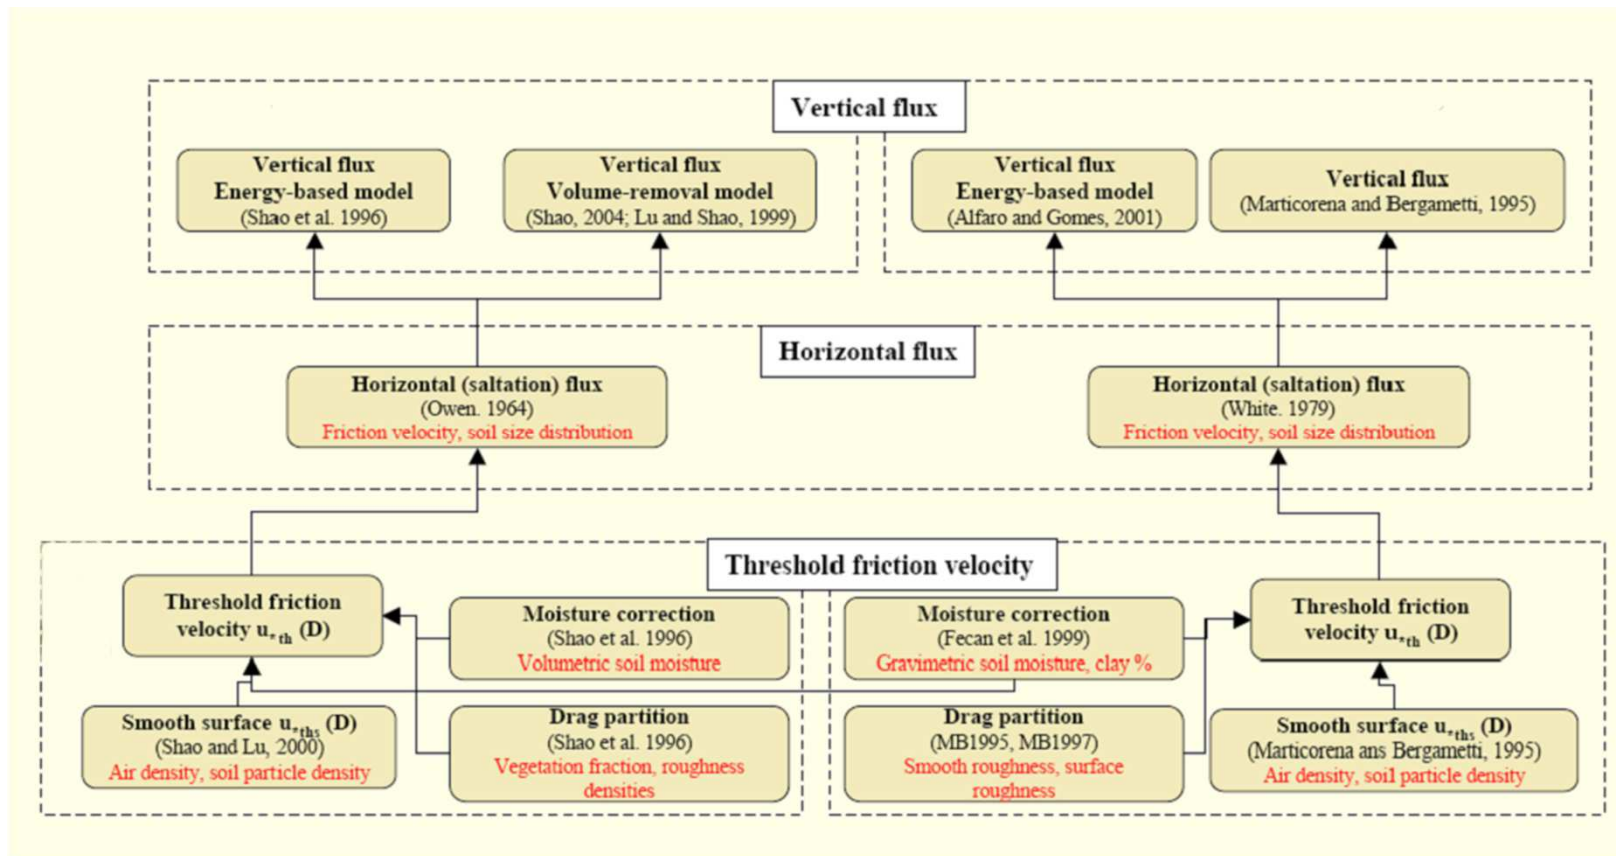 Vertical flux
Vertical flux
Energy-based model
(Shao et al. 1996)
Vertical flux
Volume-removal model
(Shao, 2004; Lu and Shao, 1999)
Vertical flux
Energy-based model
(Alfaro and Gomes, 2001)
Vertical flux
(Marticorena and Bergametti, 1995)
Horizontal flux
Horizontal (saltation) flux
(Owen. 1964)
Friction velocity, soil size distribution
Horizontal (saltation) flux
(White. 1979)
Friction velocity, soil size distribution
Threshold friction velocity
Threshold friction
velocity u*th (D)
Moisture correction
(Shao et al. 1996)
Volumetric soil moisture
Moisture correction
(Fecan et al. 1999)
Gravimetric soil moisture, clay %
Threshold friction
velocity u*th (D)
Smooth surface u*ths (D)
(Shao and Lu, 2000)
Air density, soil particle density
Drag partition
(Shao et al. 1996)
Vegetation fraction, roughness
densities
Drag partition
(MB1995, MB1997)
Smooth roughness, surface
roughness
Smooth surface u*ths (D)
(Marticorena ans Bergametti, 1995)
Air density, soil particle density